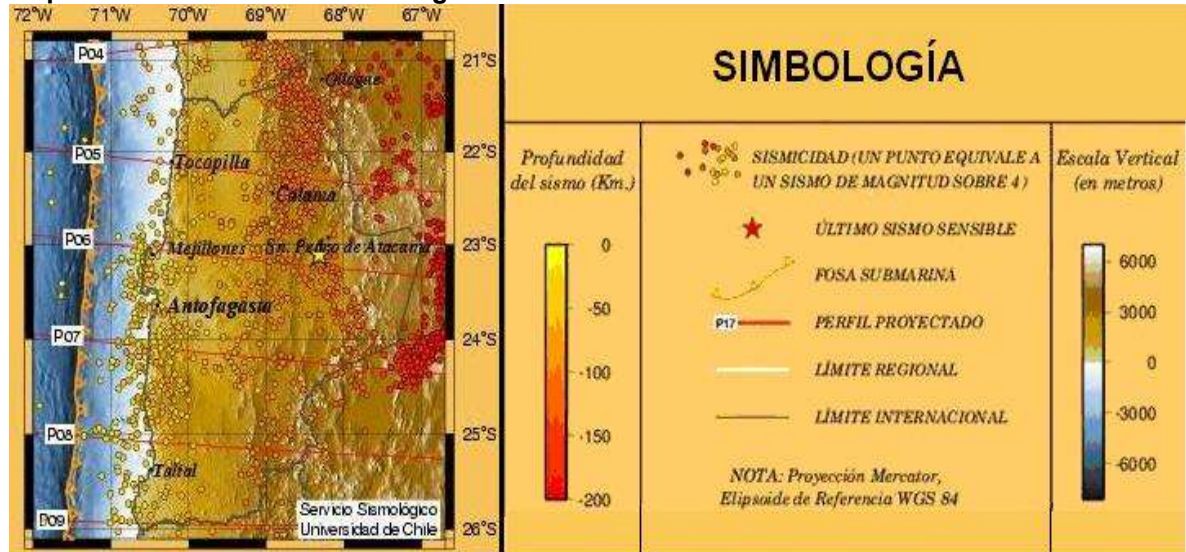 72°W 71°W 70°W 69°W 68°W 67°W
P04
21°S
Ollague
P05
22°S
Tocopilla
Calama
P06
23°S
Mejillones
Sn. Pedro de Atacama
Antofagasta
P07
24°S
P08
25°S
Taltal
Servicio Sismológico
Universidad de Chile
P09
26°S
SIMBOLOGÍA
Profundidad
del sismo (Km.)
0
-50
-100
-150
-200
SISMICIDAD (UN PUNTO EQUIVALE A
UN SISMO DE MAGNITUD SOBRE 4)
ÚLTIMO SISMO SENSIBLE
FOSA SUBMARINA
P17 PERFIL PROYECTADO
LÍMITE REGIONAL
LÍMITE INTERNACIONAL
NOTA: Proyección Mercator,
Elipsoide de Referencia WGS 84
Escala Vertical
(en metros)
6000
3000
0
-3000
-6000